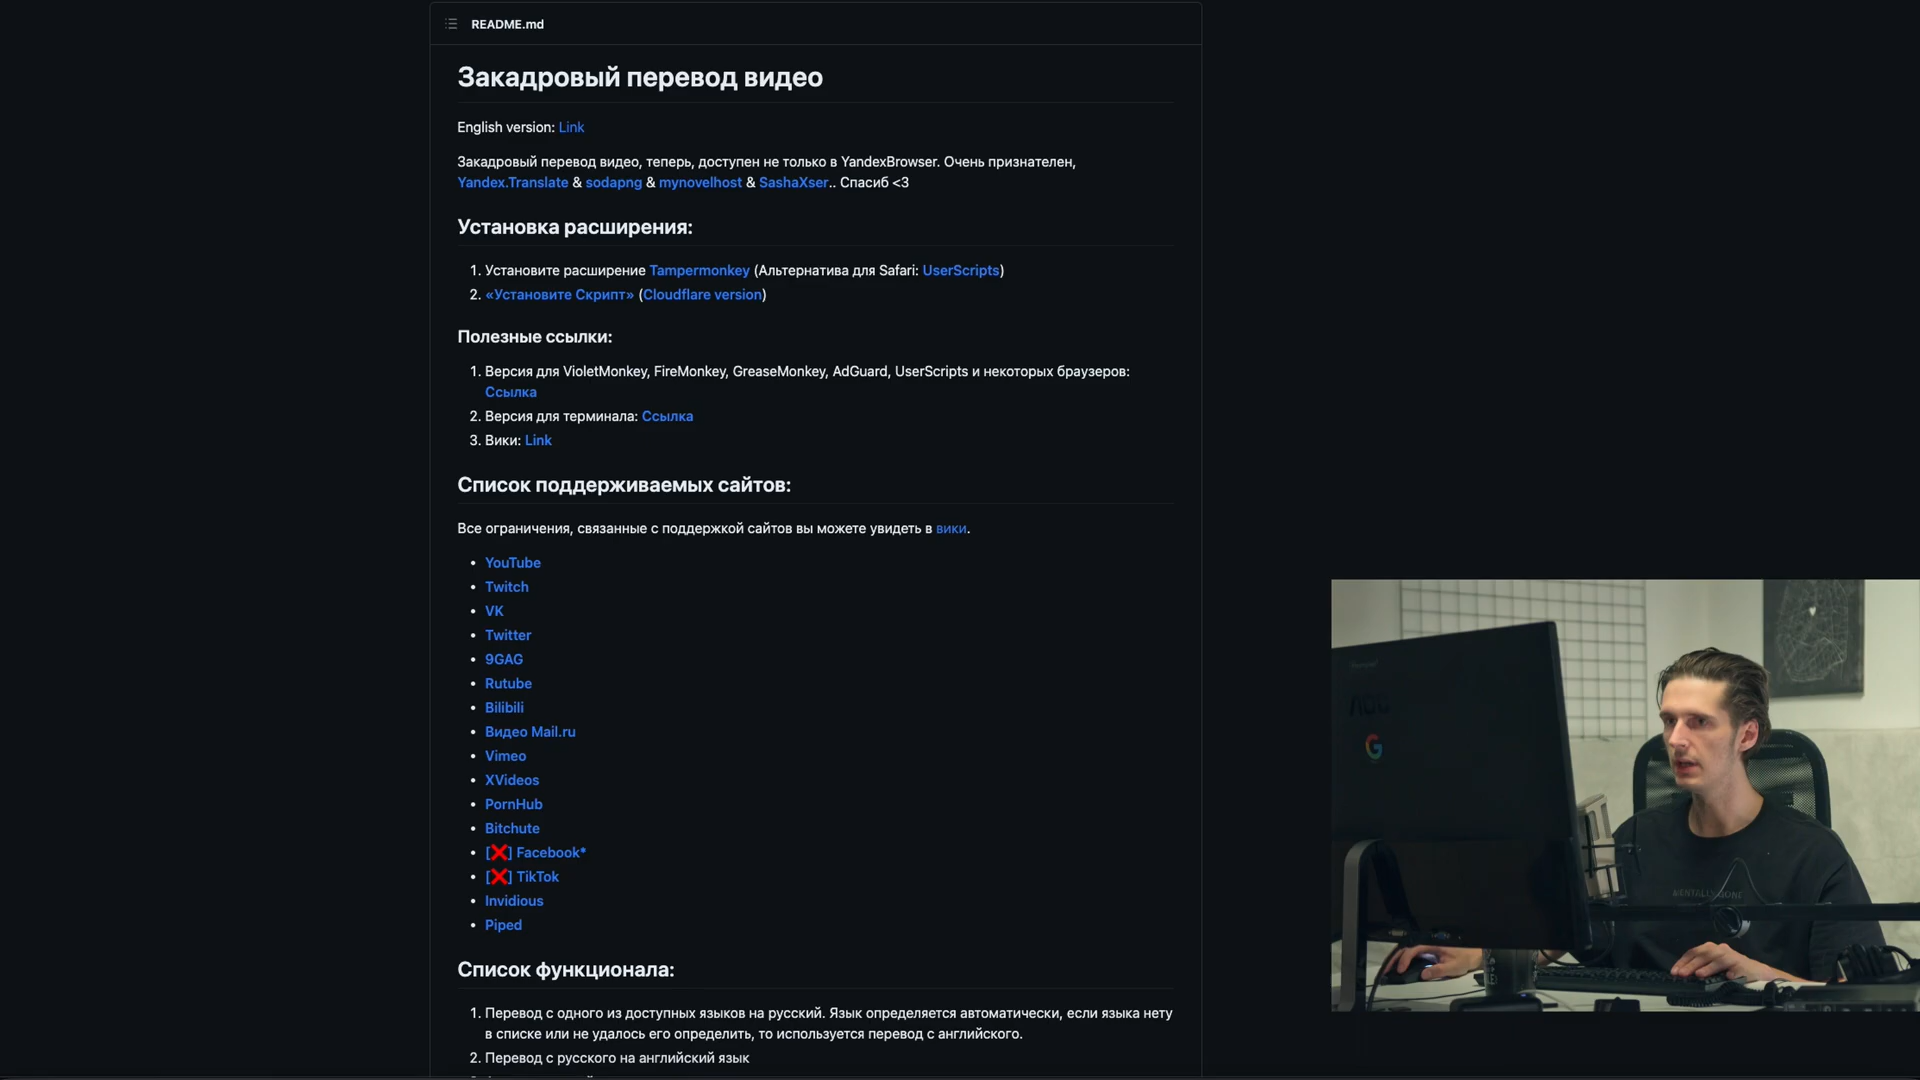 README.md
Закадровый перевод видео
English version: Link
Закадровый перевод видео, теперь, доступен не только в YandexBrowser. Очень признателен,
Yandex.Translate & sodapng & mynovelhost & SashaXser.. Спасиб <3
Установка расширения:
1. Установите расширение Tampermonkey (Альтернатива для Safari: UserScripts)
2. «Установите Скрипт» (Cloudflare version)
Полезные ссылки:
1. Версия для VioletMonkey, FireMonkey, GreaseMonkey, AdGuard, UserScripts и некоторых браузеров:
Ссылка
2. Версия для терминала: Ссылка
3. Вики: Link
Список поддерживаемых сайтов:
Все ограничения, связанные с поддержкой сайтов вы можете увидеть в вики.
• YouTube
• Twitch
• VK
• Twitter
• 9GAG
• Rutube
• Bilibili
• Видео Mail.ru
• Vimeo
• XVideos
• PornHub
• Bitchute
• [❌] Facebook*
• [❌] TikTok
• Invidious
• Piped
Список функционала:
1. Перевод с одного из доступных языков на русский. Язык определяется автоматически, если языка нету
в списке или не удалось его определить, то используется перевод с английского.
2. Перевод с русского на английский язык
AOC
G
MENTALLY GONE